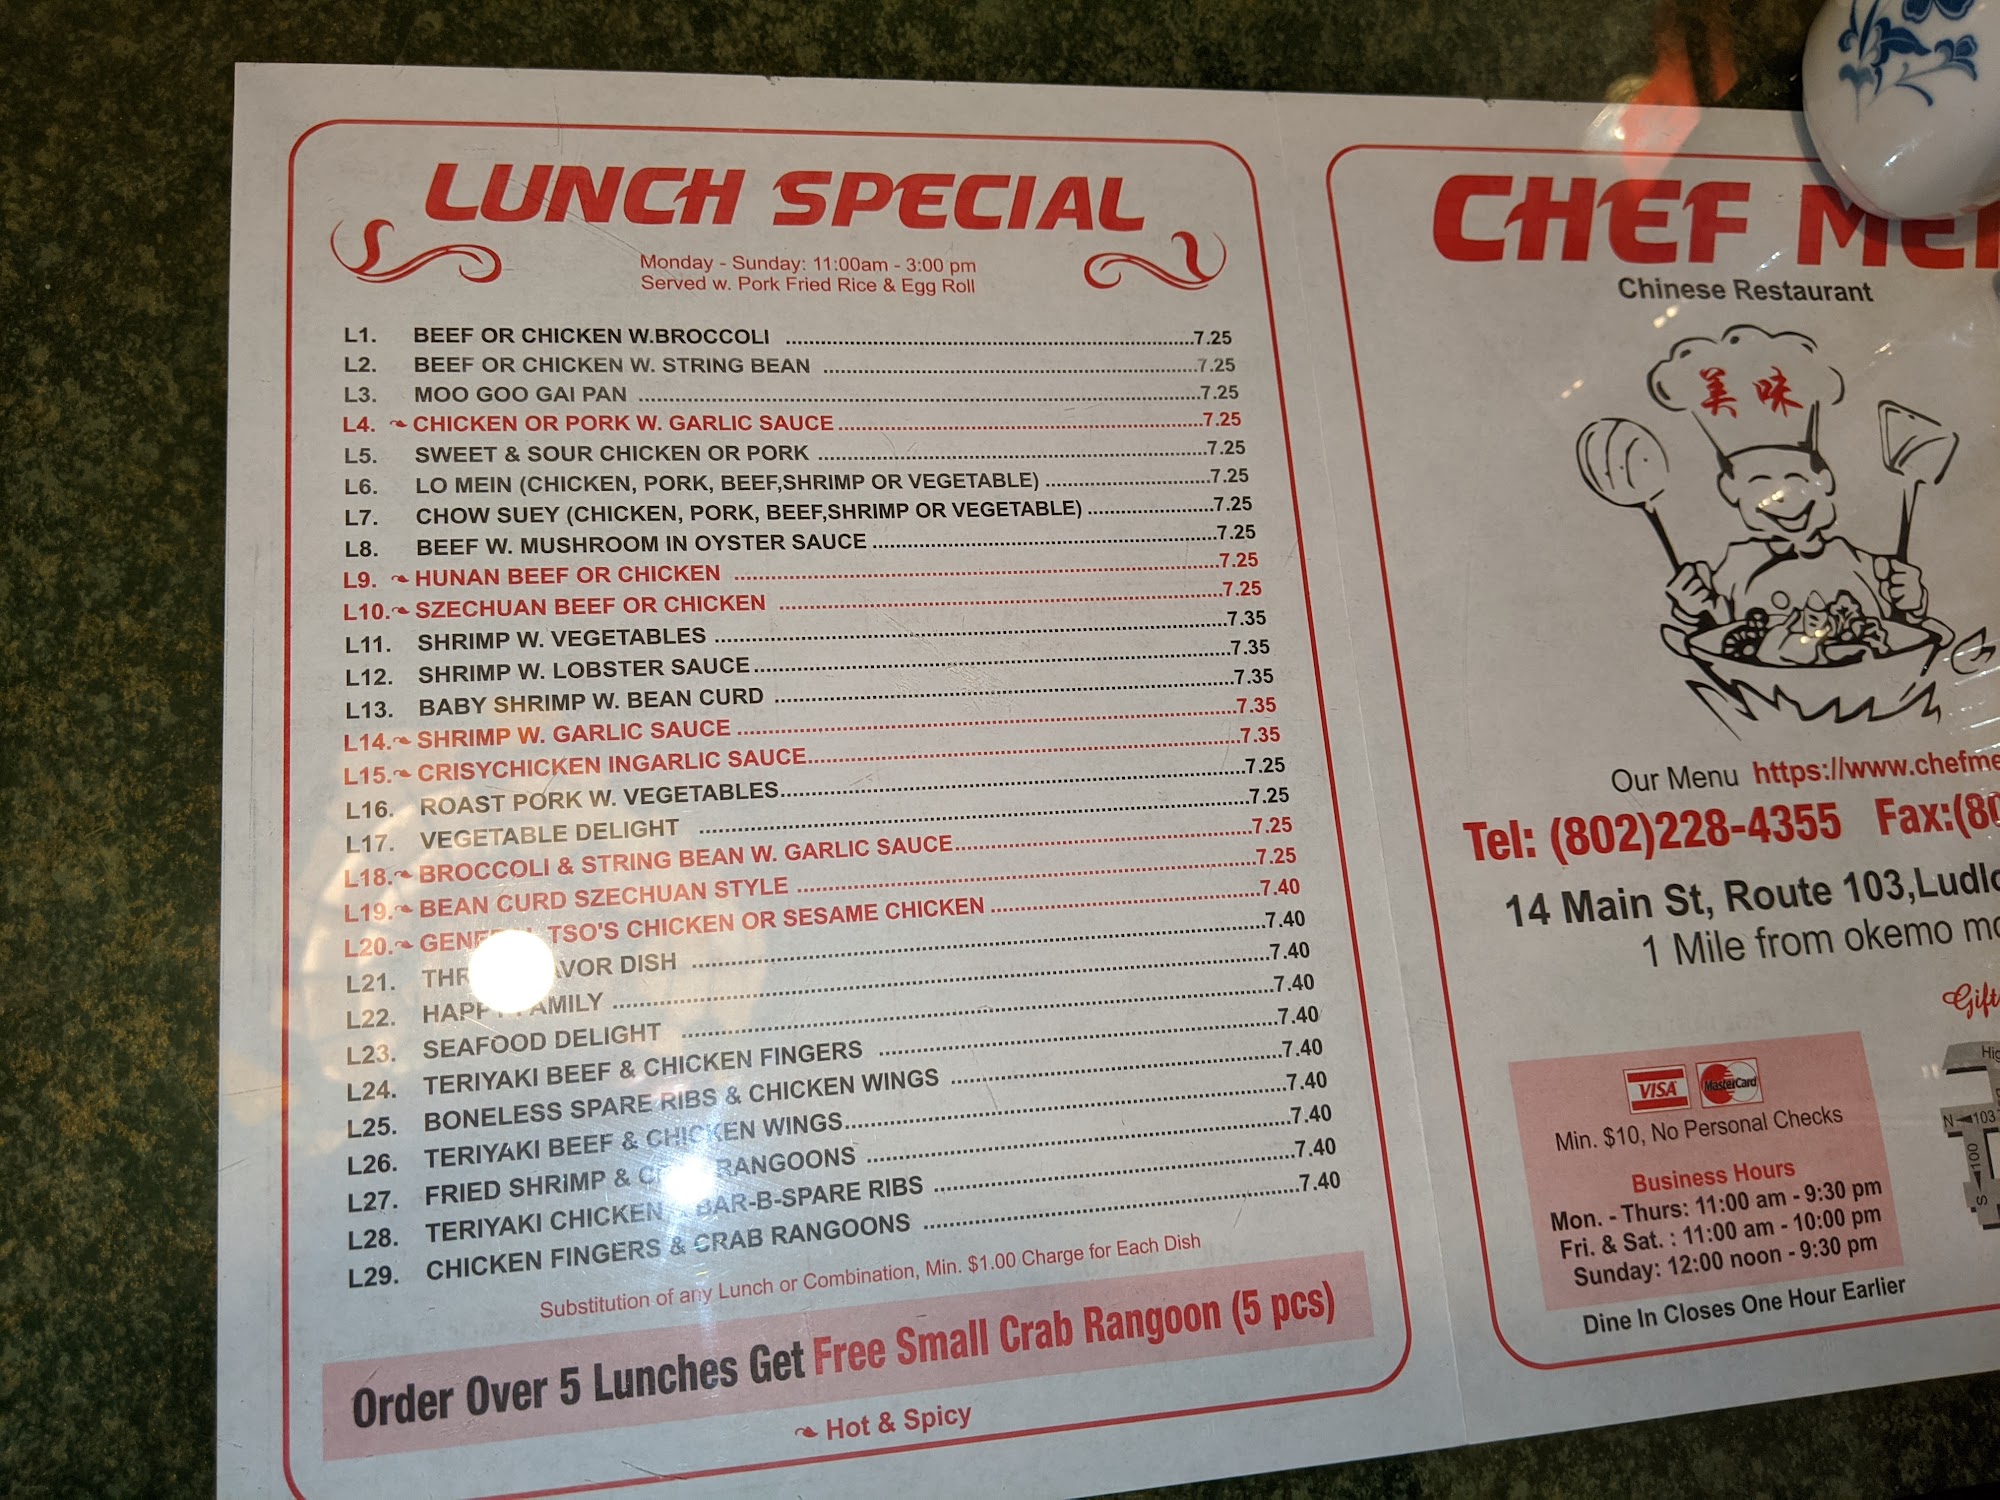 LUNCH SPECIAL
Monday - Sunday: 11:00am - 3:00 pm
Served w. Pork Fried Rice & Egg Roll
L1. BEEF OR CHICKEN W.BROCCOLI 7.25
L2. BEEF OR CHICKEN W. STRING BEAN 7.25
L3. MOO GOO GAI PAN 7.25
L4. CHICKEN OR PORK W. GARLIC SAUCE 7.25
L5. SWEET & SOUR CHICKEN OR PORK 7.25
L6. LO MEIN (CHICKEN, PORK, BEEF,SHRIMP OR VEGETABLE) 7.25
L7. CHOW SUEY (CHICKEN, PORK, BEEF,SHRIMP OR VEGETABLE) 7.25
L8. BEEF W. MUSHROOM IN OYSTER SAUCE 7.25
L9. HUNAN BEEF OR CHICKEN 7.25
L10. SZECHUAN BEEF OR CHICKEN 7.25
L11. SHRIMP W. VEGETABLES 7.35
L12. SHRIMP W. LOBSTER SAUCE 7.35
L13. BABY SHRIMP W. BEAN CURD 7.35
L14. SHRIMP W. GARLIC SAUCE 7.35
L15. CRISYCHICKEN INGARLIC SAUCE 7.35
L16. ROAST PORK W. VEGETABLES 7.25
L17. VEGETABLE DELIGHT 7.25
L18. BROCCOLI & STRING BEAN W. GARLIC SAUCE 7.25
L19. BEAN CURD SZECHUAN STYLE 7.25
L20. GENERAL TSO'S CHICKEN OR SESAME CHICKEN 7.40
L21. DISH 7.40
L22. HAPPY FAMILY 7.40
L23. SEAFOOD DELIGHT 7.40
L24. TERIYAKI BEEF & CHICKEN FINGERS 7.40
L25. BONELESS SPARE RIBS & CHICKEN WINGS 7.40
L26. TERIYAKI BEEF & CHICKEN WINGS 7.40
L27. FRIED SHRIMP & RANGOONS 7.40
L28. TERIYAKI CHICKEN BAR-B-SPARE RIBS 7.40
L29. CHICKEN FINGERS & CRAB RANGOONS 7.40
Substitution of any Lunch or Combination, Min. $1.00 Charge for Each Dish
Order Over 5 Lunches Get Free Small Crab Rangoon (5 pcs)
Hot & Spicy
CHEF
Chinese Restaurant
美味
Our Menu https://www.chefme
Tel: (802)228-4355 Fax:(80
14 Main St, Route 103,Ludlo
1 Mile from okemo mo
Gift
VISA MasterCard
Min. $10, No Personal Checks
Business Hours
Mon. - Thurs: 11:00 am - 9:30 pm
Fri. & Sat. : 11:00 am - 10:00 pm
Sunday: 12:00 noon - 9:30 pm
Dine In Closes One Hour Earlier
N 103
S 100